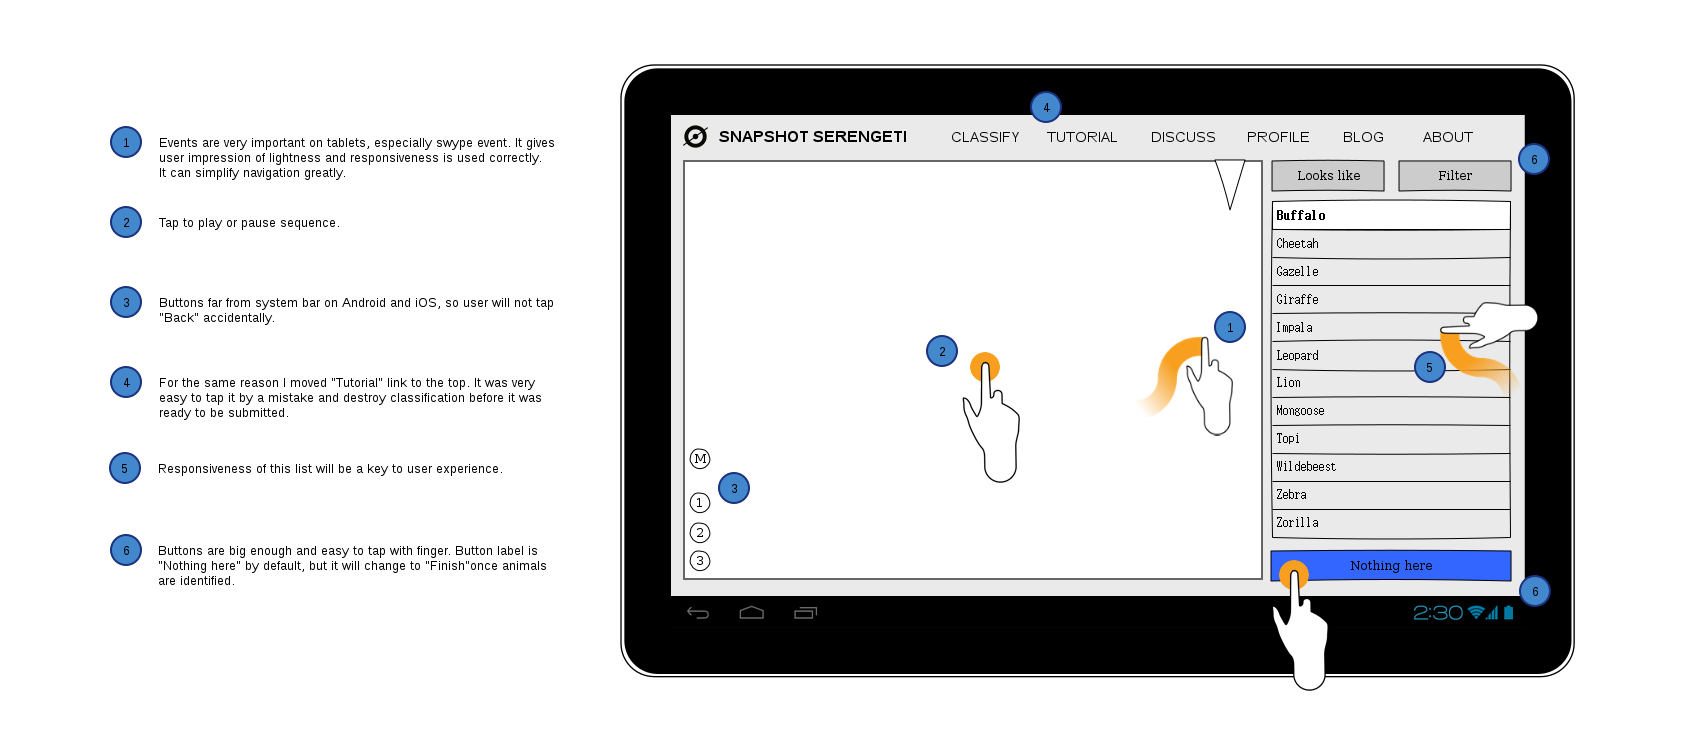 1
Events are very important on tablets, especially swype event. It gives
user impression of lightness and responsiveness is used correctly.
It can simplify navigation greatly.
2
Tap to play or pause sequence.
3
Buttons far from system bar on Android and iOS, so user will not tap
"Back" accidentally.
4
For the same reason I moved "Tutorial" link to the top. It was very
easy to tap it by a mistake and destroy classification before it was
ready to be submitted.
5
Responsiveness of this list will be a key to user experience.
6
Buttons are big enough and easy to tap with finger. Button label is
"Nothing here" by default, but it will change to "Finish"once animals
are identified.
4
SNAPSHOT SERENGETI CLASSIFY TUTORIAL DISCUSS PROFILE BLOG ABOUT
6
Looks like Filter
Buffalo
Cheetah
Gazelle
Giraffe
Impala
Leopard
Lion
Mongoose
Topi
Wildebeest
Zebra
Zorilla
1
2
5
M
3
1
2
3
Nothing here
6
2:30